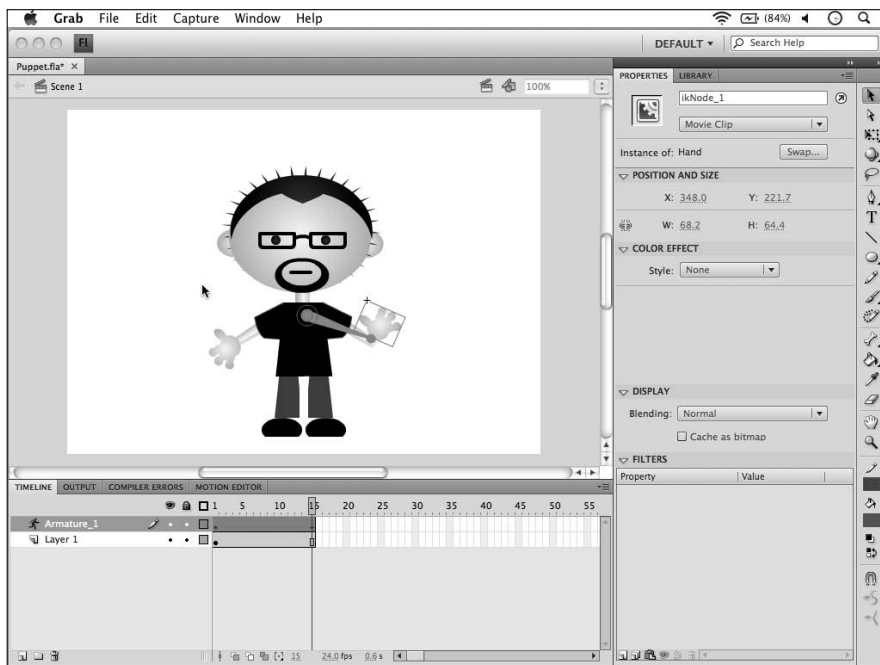 Grab File Edit Capture Window Help (84%)
Fl DEFAULT Search Help
Puppet.fla* ×
Scene 1 100%
PROPERTIES LIBRARY
ikNode_1
Movie Clip
Instance of: Hand Swap...
POSITION AND SIZE
X: 348.0 Y: 221.7
W: 68.2 H: 64.4
COLOR EFFECT
Style: None
DISPLAY
Blending: Normal
Cache as bitmap
FILTERS
Property Value
T
TIMELINE OUTPUT COMPILER ERRORS MOTION EDITOR
1 5 10 15 20 25 30 35 40 45 50 55
Armature_1
Layer 1
15 24.0 fps 0.6 s